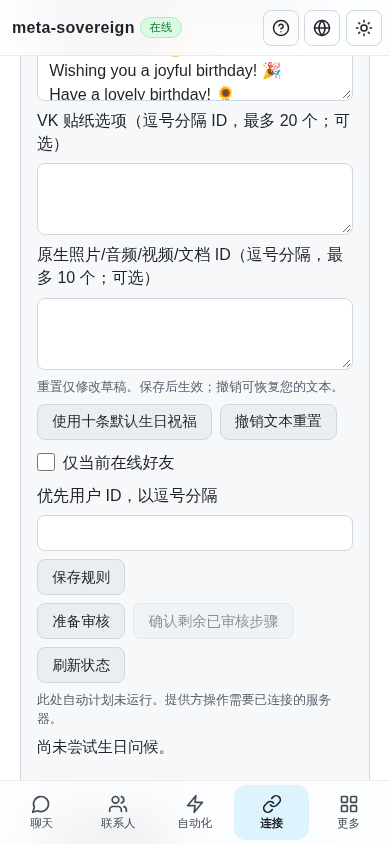 meta-sovereign 在线
Wishing you a joyful birthday! 🎉
Have a lovely birthday! 🌻
VK 贴纸选项（逗号分隔 ID，最多 20 个；可
选）
原生照片/音频/视频/文档 ID（逗号分隔，最
多 10 个；可选）
重置仅修改草稿。保存后生效；撤销可恢复您的文本。
使用十条默认生日祝福 撤销文本重置
仅当前在线好友
优先用户 ID，以逗号分隔
保存规则
准备审核 确认剩余已审核步骤
刷新状态
此处自动计划未运行。提供方操作需要已连接的服务
器。
尚未尝试生日问候。
聊天 联系人 自动化 连接 更多